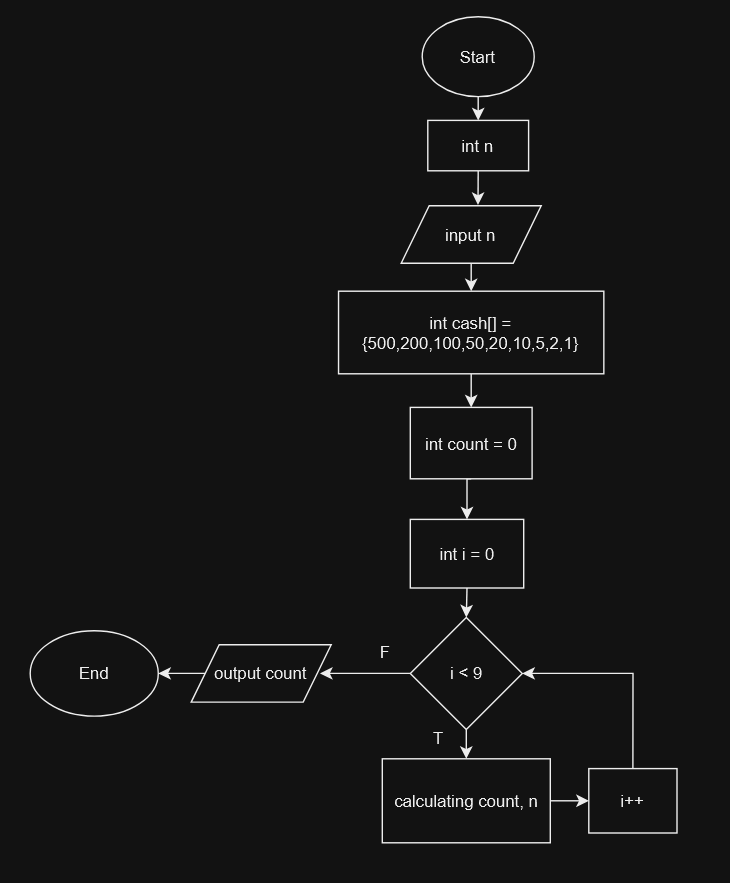 Start
int n
input n
int cash[] =
{500,200,100,50,20,10,5,2,1}
int count = 0
int i = 0
i < 9
F
output count
End
T
calculating count, n
i++